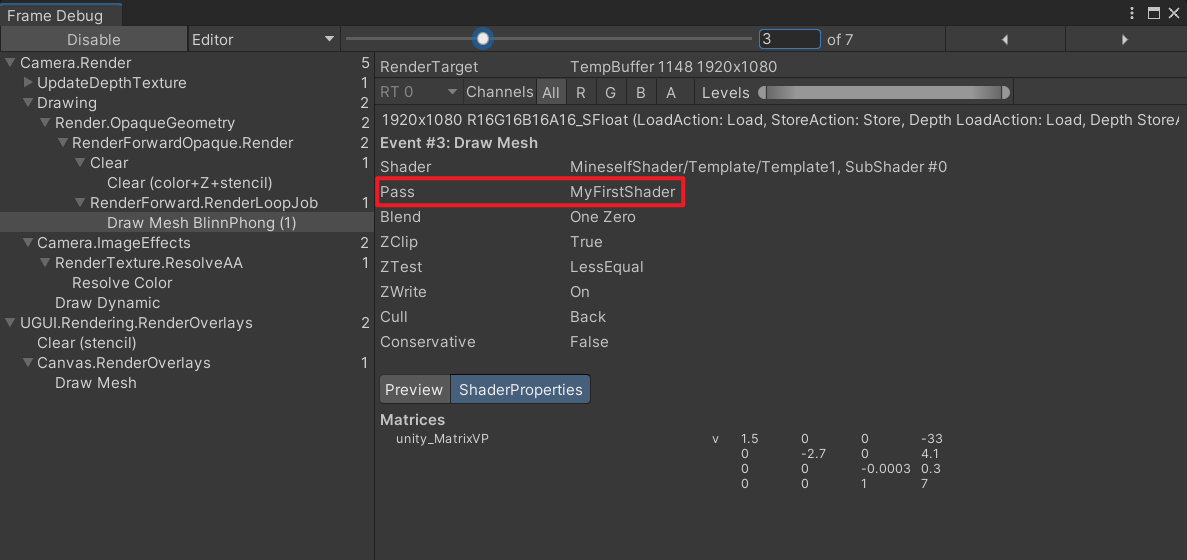 Frame Debug
Disable Editor 3 of 7
Camera.Render 5
UpdateDepthTexture 1
Drawing 2
Render.OpaqueGeometry 2
RenderForwardOpaque.Render 2
Clear 1
Clear (color+Z+stencil)
RenderForward.RenderLoopJob 1
Draw Mesh BlinnPhong (1)
Camera.ImageEffects 2
RenderTexture.ResolveAA 1
Resolve Color
Draw Dynamic
UGUI.Rendering.RenderOverlays 2
Clear (stencil)
Canvas.RenderOverlays 1
Draw Mesh
RenderTarget TempBuffer 1148 1920x1080
RT 0 Channels All R G B A Levels
1920x1080 R16G16B16A16_SFloat (LoadAction: Load, StoreAction: Store, Depth LoadAction: Load, Depth StoreA
Event #3: Draw Mesh
Shader MineselfShader/Template/Template1, SubShader #0
Pass MyFirstShader
Blend One Zero
ZClip True
ZTest LessEqual
ZWrite On
Cull Back
Conservative False
Preview ShaderProperties
Matrices
unity_MatrixVP v 1.5 0 0 -33
0 -2.7 0 4.1
0 0 -0.0003 0.3
0 0 1 7